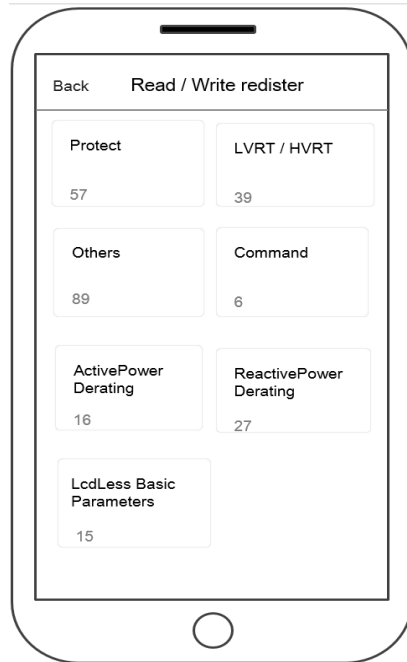 Back
Read / Write redister
Protect
57
LVRT / HVRT
39
Others
89
Command
6
ActivePower
Derating
16
ReactivePower
Derating
27
LcdLess Basic
Parameters
15